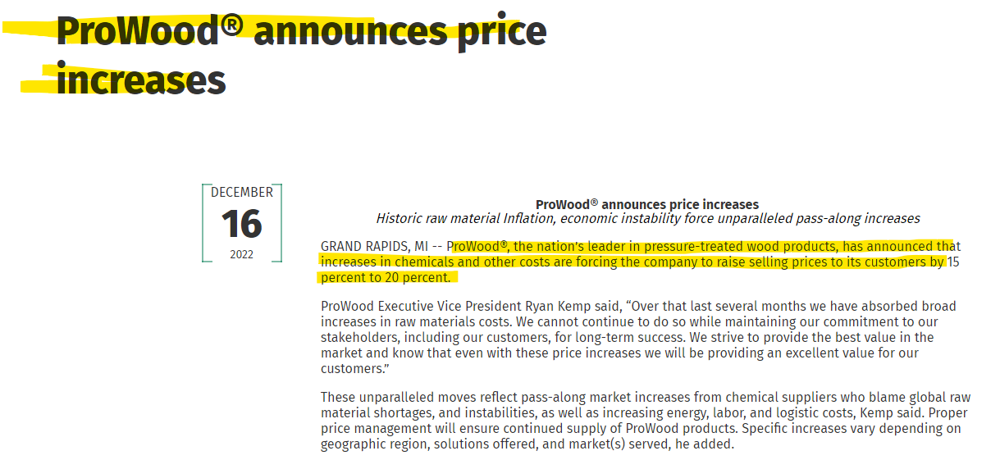 ProWood® announces price
increases
DECEMBER
16
2022
ProWood® announces price increases
Historic raw material Inflation, economic instability force unparalleled pass-along increases
GRAND RAPIDS, MI -- ProWood®, the nation's leader in pressure-treated wood products, has announced that
increases in chemicals and other costs are forcing the company to raise selling prices to its customers by 15
percent to 20 percent.
ProWood Executive Vice President Ryan Kemp said, “Over that last several months we have absorbed broad
increases in raw materials costs. We cannot continue to do so while maintaining our commitment to our
stakeholders, including our customers, for long-term success. We strive to provide the best value in the
market and know that even with these price increases we will be providing an excellent value for our
customers.”
These unparalleled moves reflect pass-along market increases from chemical suppliers who blame global raw
material shortages, and instabilities, as well as increasing energy, labor, and logistic costs, Kemp said. Proper
price management will ensure continued supply of ProWood products. Specific increases vary depending on
geographic region, solutions offered, and market(s) served, he added.